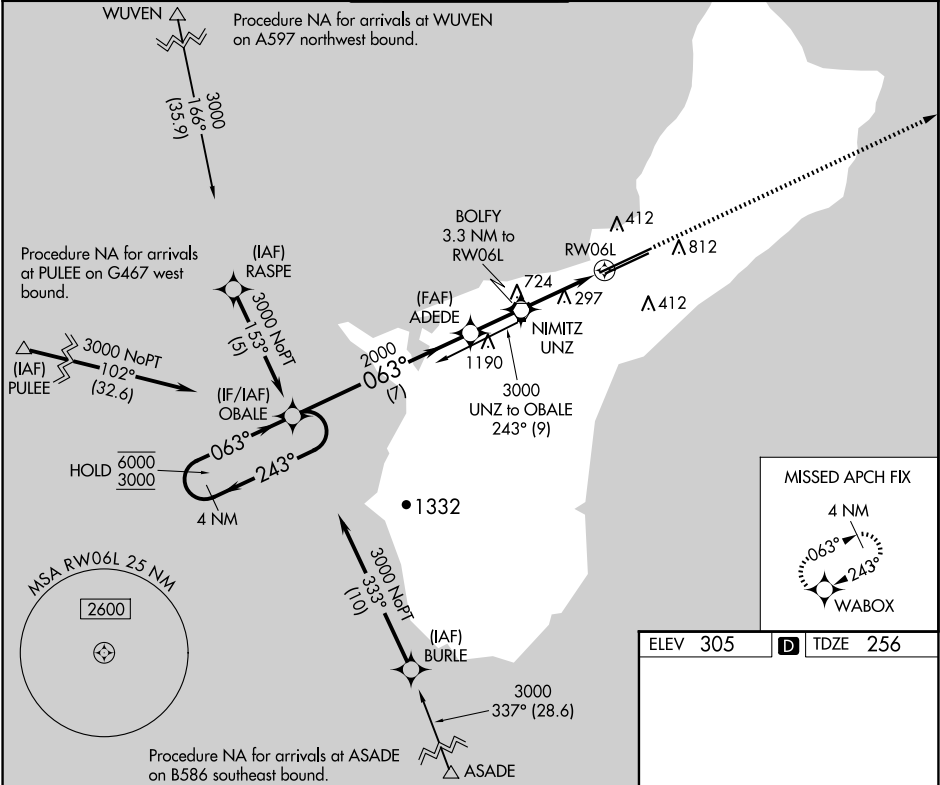 WUVEN
Procedure NA for arrivals at WUVEN
on A597 northwest bound.
3000
166°
(35.9)
Procedure NA for arrivals
at PULEE on G467 west
bound.
(IAF)
RASPE
3000 NoPT
153°
(5)
(IAF)
PULEE
3000 NoPT
102°
(32.6)
(IF/IAF)
OBALE
2000
063°
(7)
(FAF)
ADEDE
BOLFY
3.3 NM to
RW06L
724
RW06L
412
812
297
412
NIMITZ
UNZ
1190
3000
UNZ to OBALE
243° (9)
HOLD 6000
3000
063°
243°
4 NM
1332
MISSED APCH FIX
4 NM
063°
243°
WABOX
MSA RW06L 25 NM
2600
3000 NoPT
333°
(10)
(IAF)
BURLE
3000
337° (28.6)
ASADE
Procedure NA for arrivals at ASADE
on B586 southeast bound.
ELEV 305 D TDZE 256